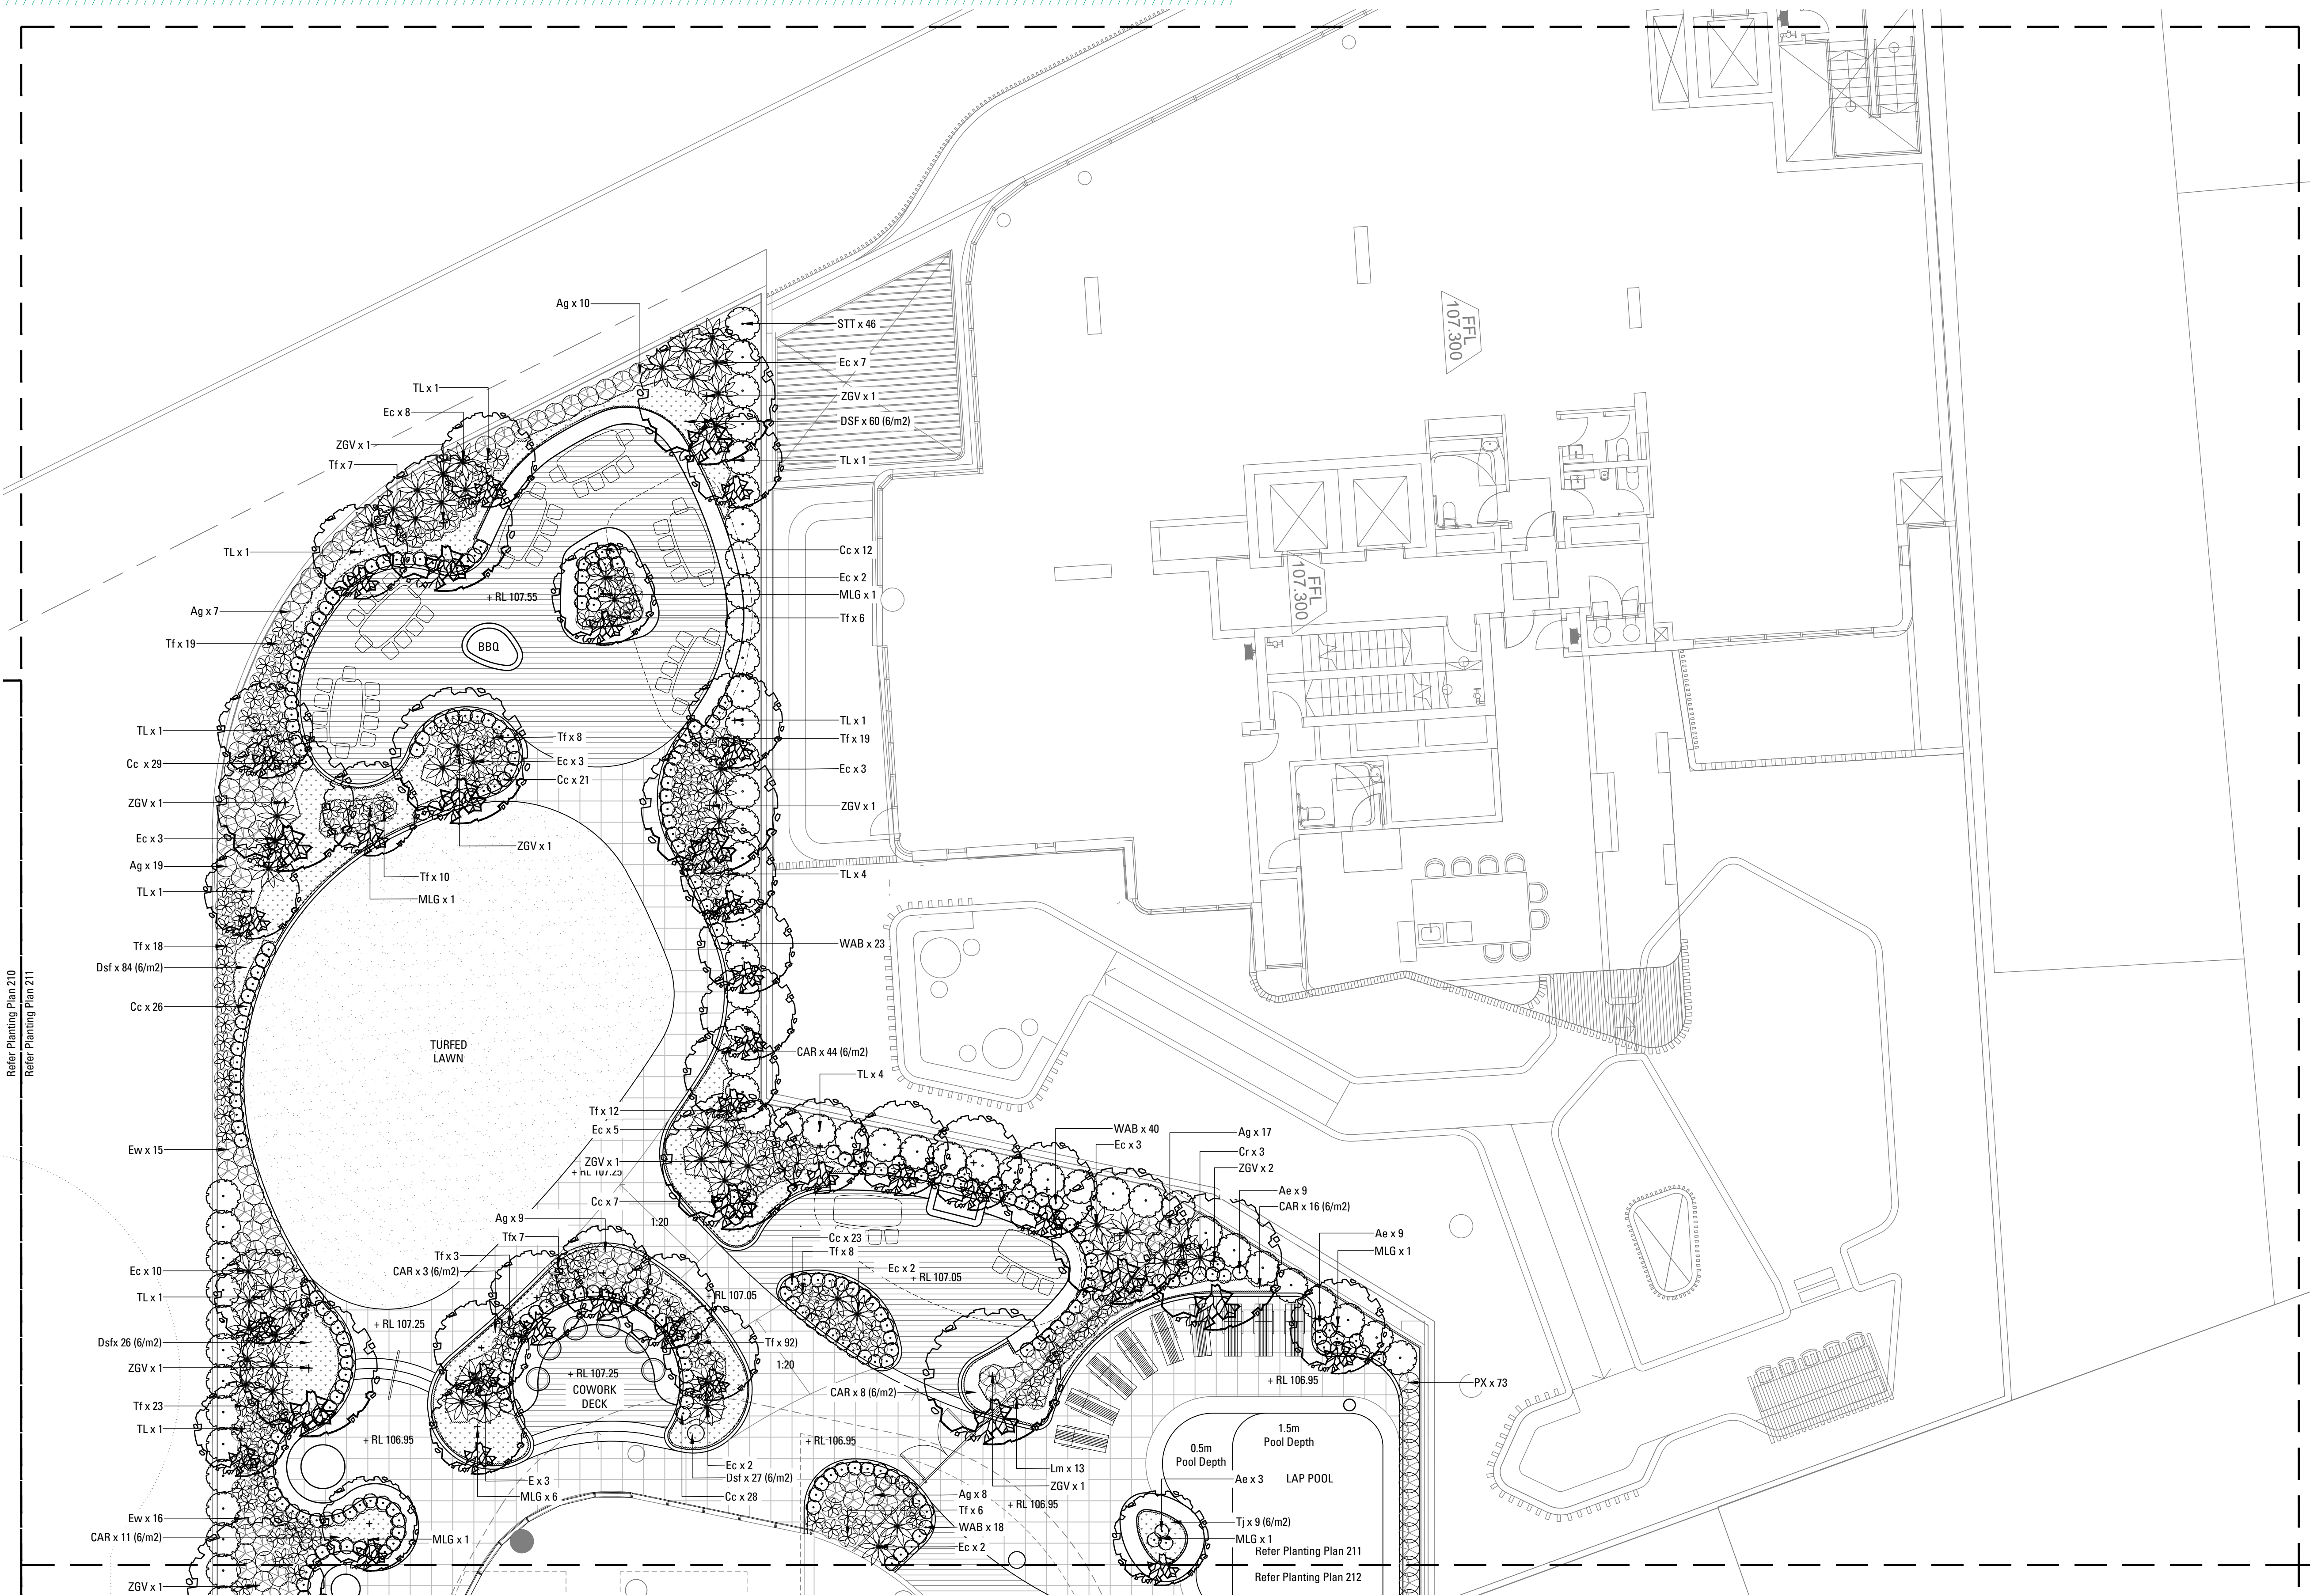 Ag x 10
STT x 46
Ec x 7
TL x 1
ZGV x 1
Ec x 8
DSF x 60 (6/m2)
ZGV x 1
TL x 1
Tf x 7
FFL
107.300
TL x 1
Cc x 12
Ec x 2
MLG x 1
+ RL 107.55
Ag x 7
Tf x 6
FFL
107.300
Tf x 19
BBQ
TL x 1
TL x 1
Tf x 8
Tf x 19
Cc x 29
Ec x 3
Ec x 3
Cc x 21
ZGV x 1
ZGV x 1
Ec x 3
ZGV x 1
Ag x 19
Tf x 10
TL x 4
TL x 1
MLG x 1
Tf x 18
WAB x 23
Dsf x 84 (6/m2)
Cc x 26
Refer Planting Plan 210
Refer Planting Plan 211
TURFED
LAWN
CAR x 44 (6/m2)
TL x 4
Tf x 12
Ec x 5
WAB x 40
Ag x 17
Ew x 15
Ec x 3
Cr x 3
ZGV x 1
+ RL 107.25
ZGV x 2
Cc x 7
Ae x 9
Ag x 9
1:20
CAR x 16 (6/m2)
Tfx 7
Cc x 23
Ae x 9
Tf x 3
Tf x 8
MLG x 1
Ec x 10
CAR x 3 (6/m2)
Ec x 2
+ RL 107.05
TL x 1
+ RL 107.05
+ RL 107.25
Dsfx 26 (6/m2)
Tf x 92)
ZGV x 1
1:20
+ RL 107.25
COWORK
DECK
CAR x 8 (6/m2)
+ RL 106.95
PX x 73
Tf x 23
TL x 1
+ RL 106.95
+ RL 106.95
1.5m
Pool Depth
0.5m
Pool Depth
Ec x 2
Lm x 13
E x 3
Dsf x 27 (6/m2)
ZGV x 1
Ae x 3
LAP POOL
MLG x 6
Cc x 28
Ag x 8
+ RL 106.95
Ew x 16
Tf x 6
Tj x 9 (6/m2)
CAR x 11 (6/m2)
WAB x 18
MLG x 1
MLG x 1
Ec x 2
Refer Planting Plan 211
Refer Planting Plan 212
ZGV x 1